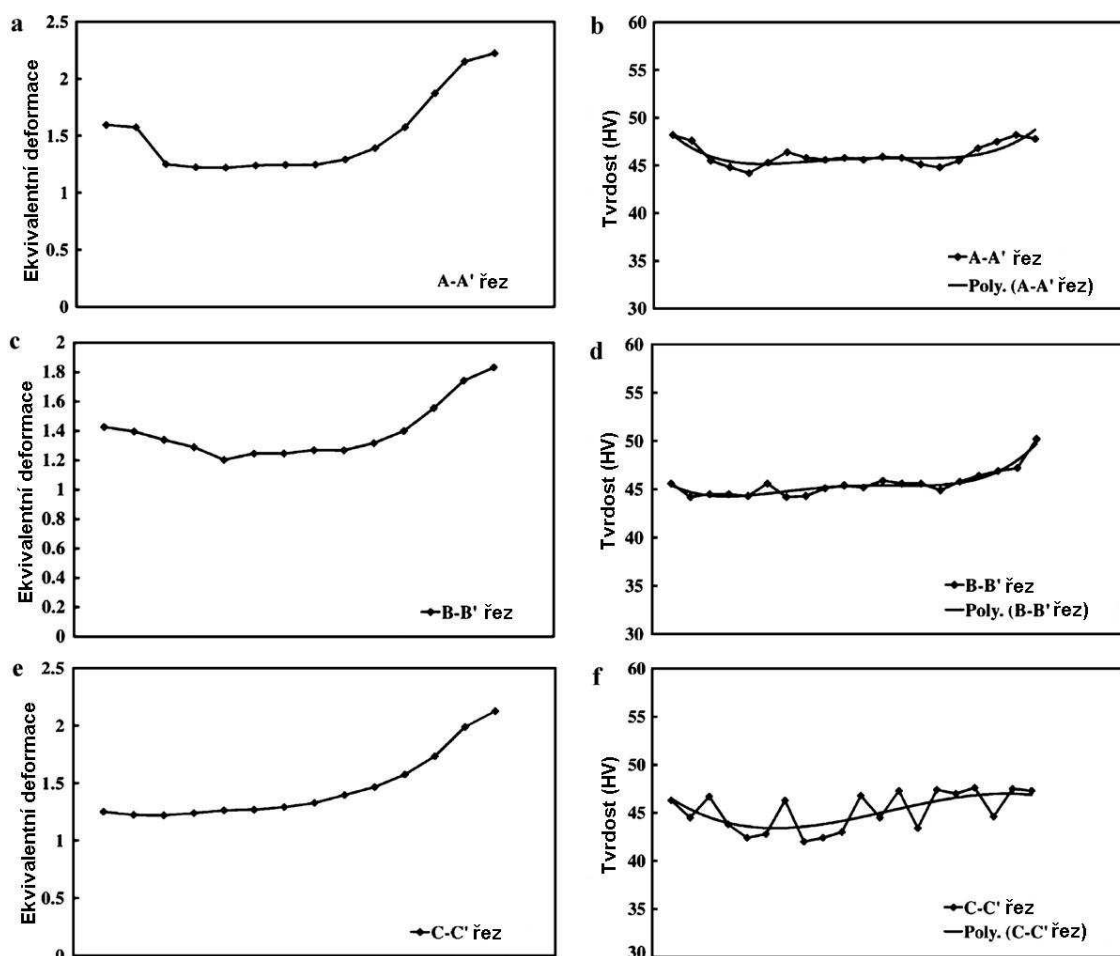 a
2.5
2
1.5
1
0.5
0
Ekvivalentní deformace
A-A' řez
b
60
55
50
45
40
35
30
Tvrdost (HV)
A-A' řez
Poly. (A-A' řez)
c
2
1.8
1.6
1.4
1.2
1
0.8
0.6
0.4
0.2
0
Ekvivalentní deformace
B-B' řez
d
60
55
50
45
40
35
30
Tvrdost (HV)
B-B' řez
Poly. (B-B' řez)
e
2.5
2
1.5
1
0.5
0
Ekvivalentní deformace
C-C' řez
f
60
55
50
45
40
35
30
Tvrdost (HV)
C-C' řez
Poly. (C-C' řez)